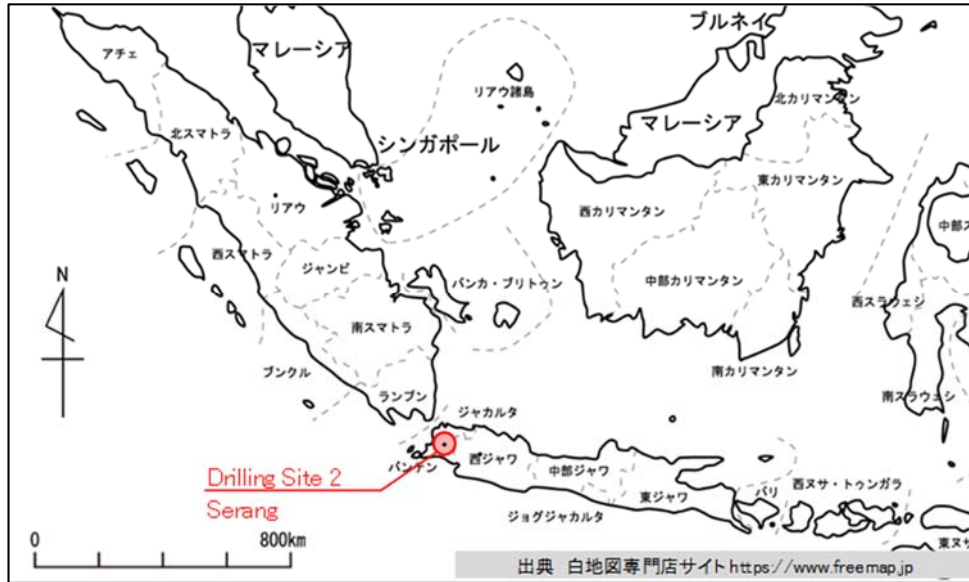 ブルネイ
マレーシア
アチェ
リアウ諸島
北カリマンタン
北スマトラ
シンガポール
マレーシア
東カリマンタン
リアウ
西カリマンタン
中部ス
西スマトラ
ジャンビ
バンカ・ブリトゥン
中部カリマンタン
N
西スラウェシ
南スマトラ
ブンクル
南カリマンタン
ランプン
南スラウェシ
ジャカルタ
バンテン
西ジャワ
中部ジャワ
西ヌサ・トゥンガラ
Drilling Site 2
バリ
東ジャワ
Serang
ジョグジャカルタ
東ヌサ
0
800km
出典 白地図専門店サイト https://www.freemap.jp